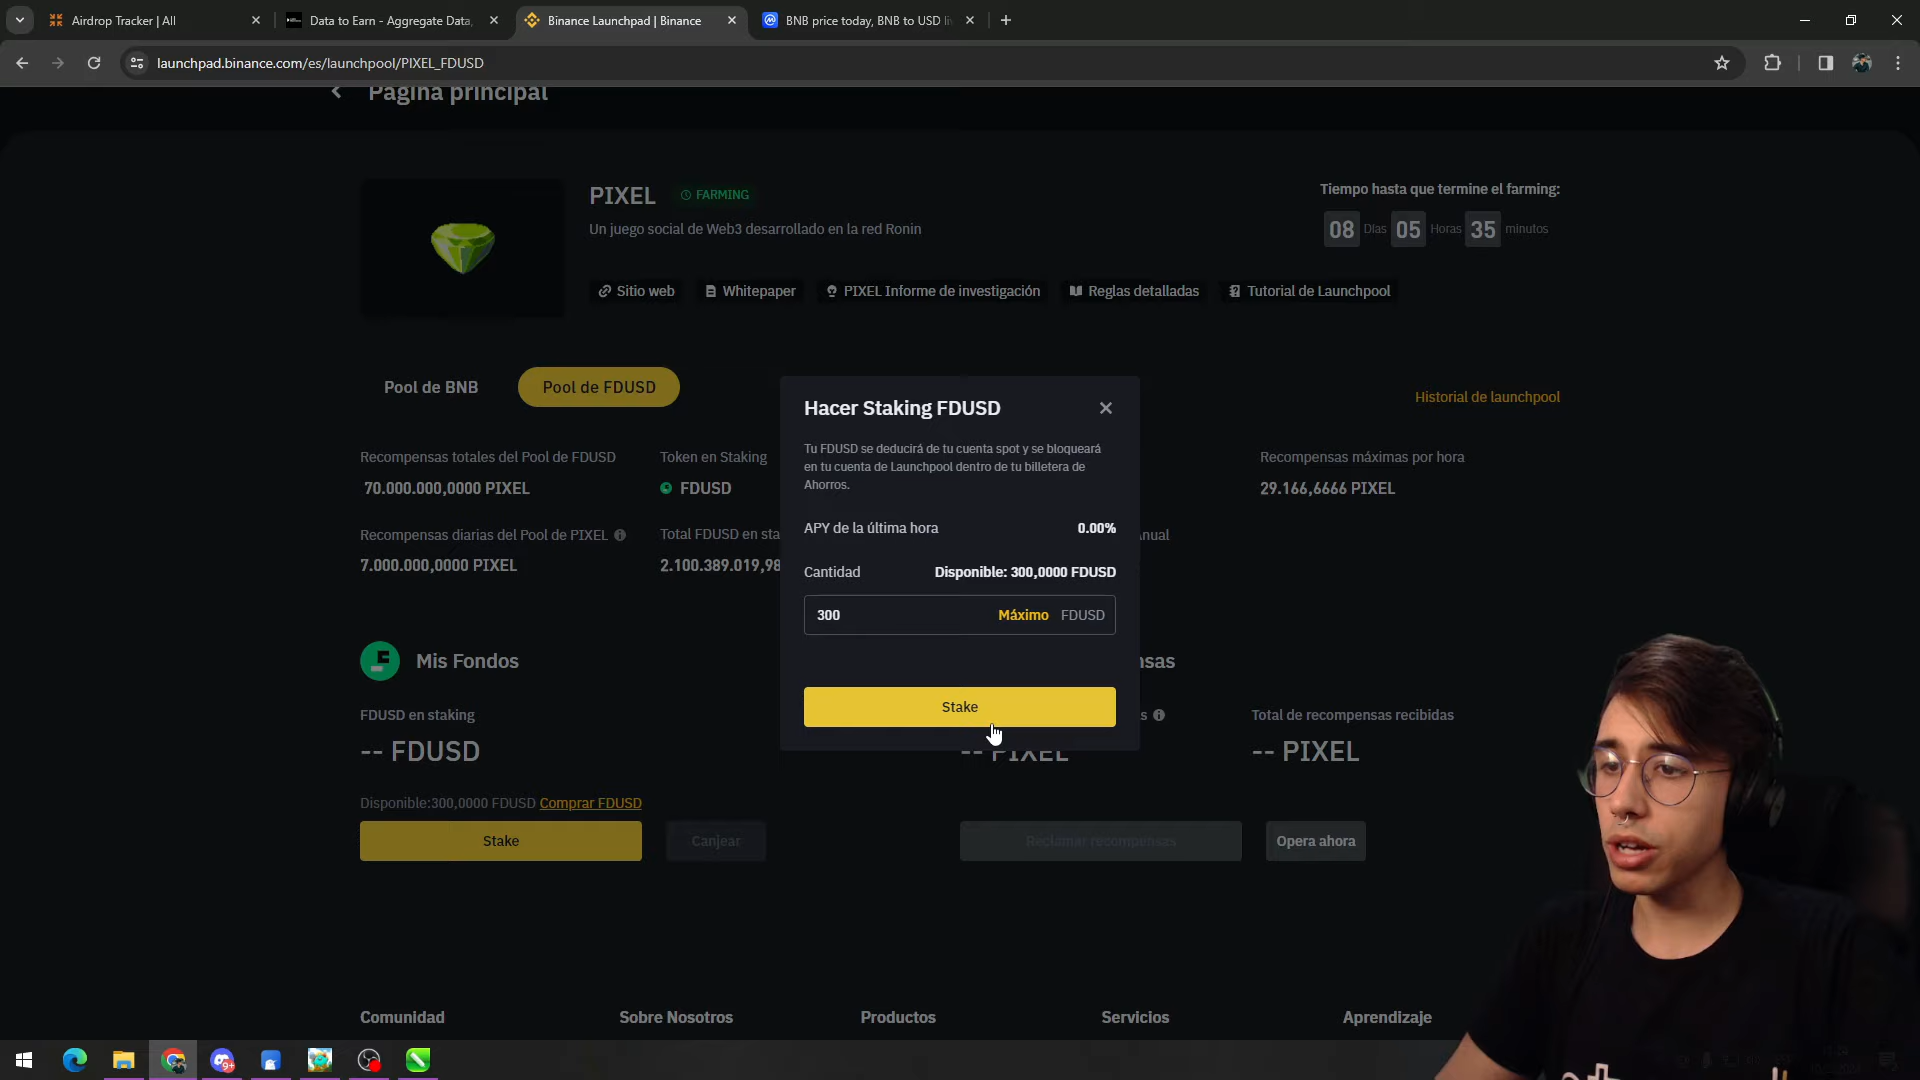 Airdrop Tracker | All
Data to Earn - Aggregate Data,
Binance Launchpad | Binance
BNB price today, BNB to USD li
launchpad.binance.com/es/launchpool/PIXEL_FDUSD
Página principal
PIXEL
FARMING
Un juego social de Web3 desarrollado en la red Ronin
Tiempo hasta que termine el farming:
08 Días 05 Horas 35 minutos
Sitio web
Whitepaper
PIXEL Informe de investigación
Reglas detalladas
Tutorial de Launchpool
Pool de BNB
Pool de FDUSD
Historial de launchpool
Recompensas totales del Pool de FDUSD
70.000.000,0000 PIXEL
Token en Staking
FDUSD
Recompensas máximas por hora
29.166,6666 PIXEL
Recompensas diarias del Pool de PIXEL
7.000.000,0000 PIXEL
Total FDUSD en sta
2.100.389.019,98
nual
Hacer Staking FDUSD
Tu FDUSD se deducirá de tu cuenta spot y se bloqueará
en tu cuenta de Launchpool dentro de tu billetera de
Ahorros.
APY de la última hora
0.00%
Cantidad
Disponible: 300,0000 FDUSD
300
Máximo FDUSD
Stake
Mis Fondos
nsas
FDUSD en staking
-- FDUSD
s
-- PIXEL
Total de recompensas recibidas
-- PIXEL
Disponible:300,0000 FDUSD Comprar FDUSD
Stake
Canjear
Reclamar recompensas
Opera ahora
Comunidad
Sobre Nosotros
Productos
Servicios
Aprendizaje
9+